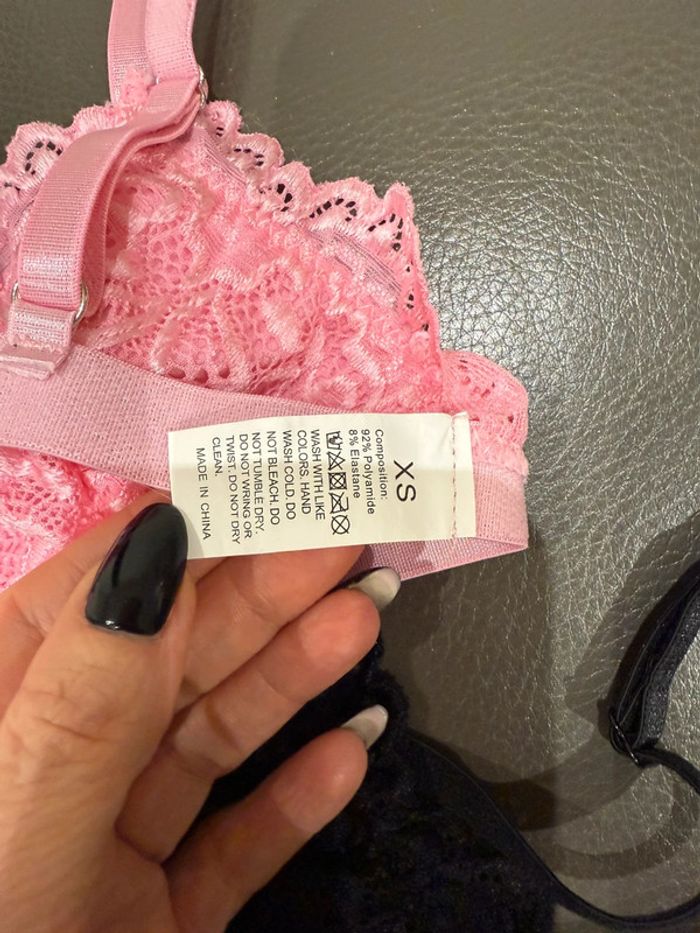 XS
Composition:
92% Polyamide
8% Elastane
WASH WITH LIKE
COLORS. HAND
WASH COLD. DO
NOT BLEACH. DO
NOT TUMBLE DRY.
DO NOT WRING OR
TWIST. DO NOT DRY
CLEAN.
MADE IN CHINA